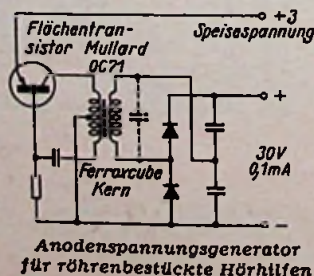 +3
Speisespannung
Flächentran-
sistor Mullard
OC71
+
Ferroxcube
Kern
30V
0,1mA
−
Anodenspannungsgenerator
für röhrenbestückte Hörhilfen